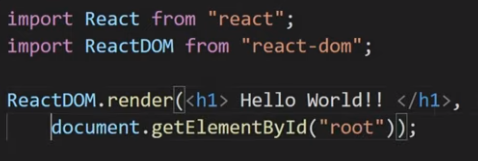 import React from "react";
import ReactDOM from "react-dom";
ReactDOM.render(<h1> Hello World!! </h1>,
document.getElementById("root"));